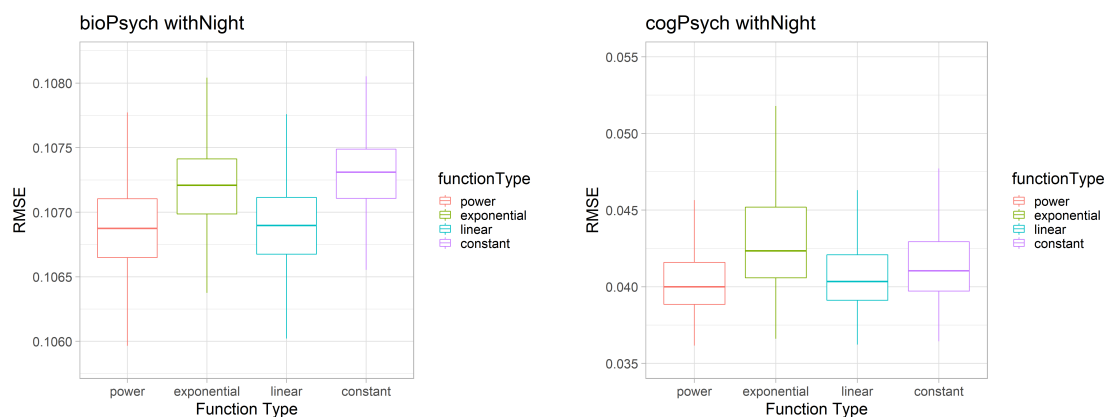 bioPsych withNight
RMSE
0.1080
0.1075
0.1070
0.1065
0.1060
power exponential linear constant
Function Type
functionType
power
exponential
linear
constant
cogPsych withNight
RMSE
0.055
0.050
0.045
0.040
0.035
power exponential linear constant
Function Type
functionType
power
exponential
linear
constant